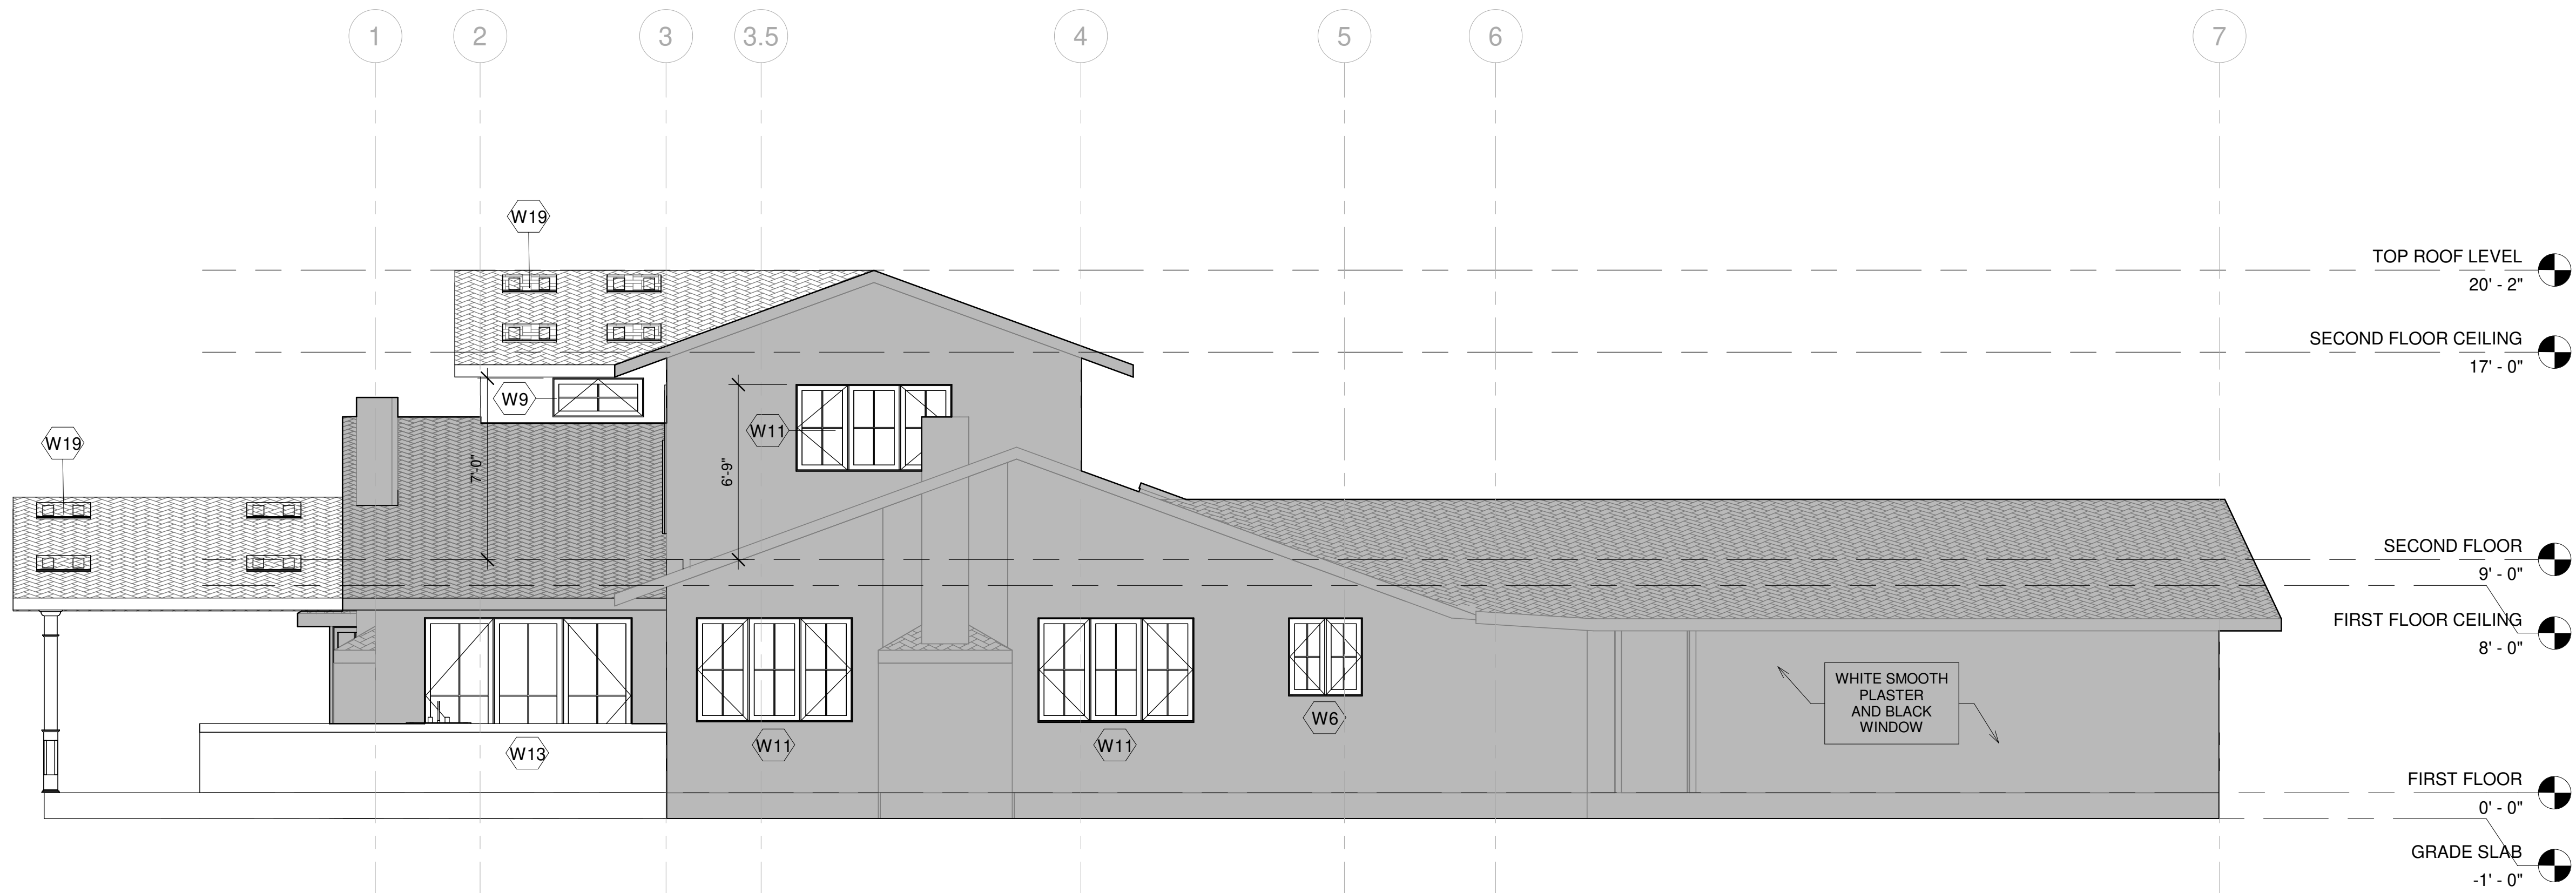 1 2 3 3.5 4 5 6 7
W19
TOP ROOF LEVEL
20' - 2"
SECOND FLOOR CEILING
17' - 0"
W9
W11
W19
7'-0"
6'-9"
SECOND FLOOR
9' - 0"
FIRST FLOOR CEILING
8' - 0"
WHITE SMOOTH
PLASTER
AND BLACK
WINDOW
W6
W11
W11
W13
FIRST FLOOR
0' - 0"
GRADE SLAB
-1' - 0"